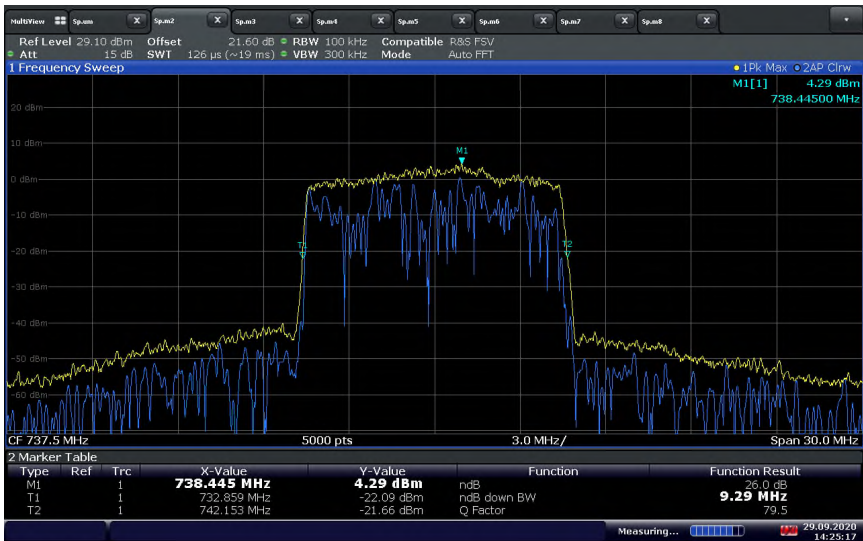 MultiView Sp.um X Sp.m2 X Sp.m3 X Sp.m4 X Sp.m5 X Sp.m6 X Sp.m7 X Sp.m8 X
Ref Level 29.10 dBm Offset 21.60 dB RBW 100 kHz Compatible R&S FSV
Att 15 dB SWT 126 µs (~19 ms) VBW 300 kHz Mode Auto FFT
1 Frequency Sweep 1Pk Max 2AP Clrw
M1[1] 4.29 dBm
738.44500 MHz
20 dBm
10 dBm
M1
0 dBm
-10 dBm
T1 T2
-20 dBm
-30 dBm
-40 dBm
-50 dBm
-60 dBm
CF 737.5 MHz 5000 pts 3.0 MHz/ Span 30.0 MHz
2 Marker Table
Type Ref Trc X-Value Y-Value Function Function Result
M1 1 738.445 MHz 4.29 dBm ndB 26.0 dB
T1 1 732.859 MHz -22.09 dBm ndB down BW 9.29 MHz
T2 1 742.153 MHz -21.66 dBm Q Factor 79.5
Measuring... 29.09.2020
14:25:17